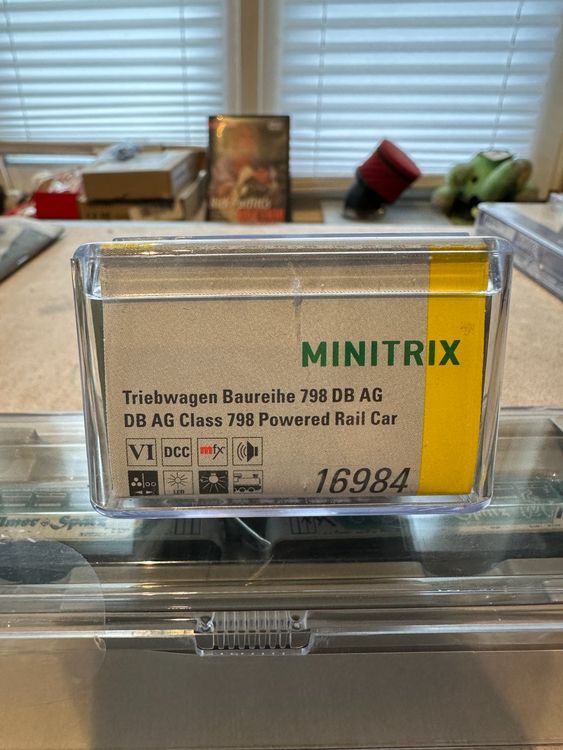 MINITRIX
Triebwagen Baureihe 798 DB AG
DB AG Class 798 Powered Rail Car
VI DCC mfx
LED
16984